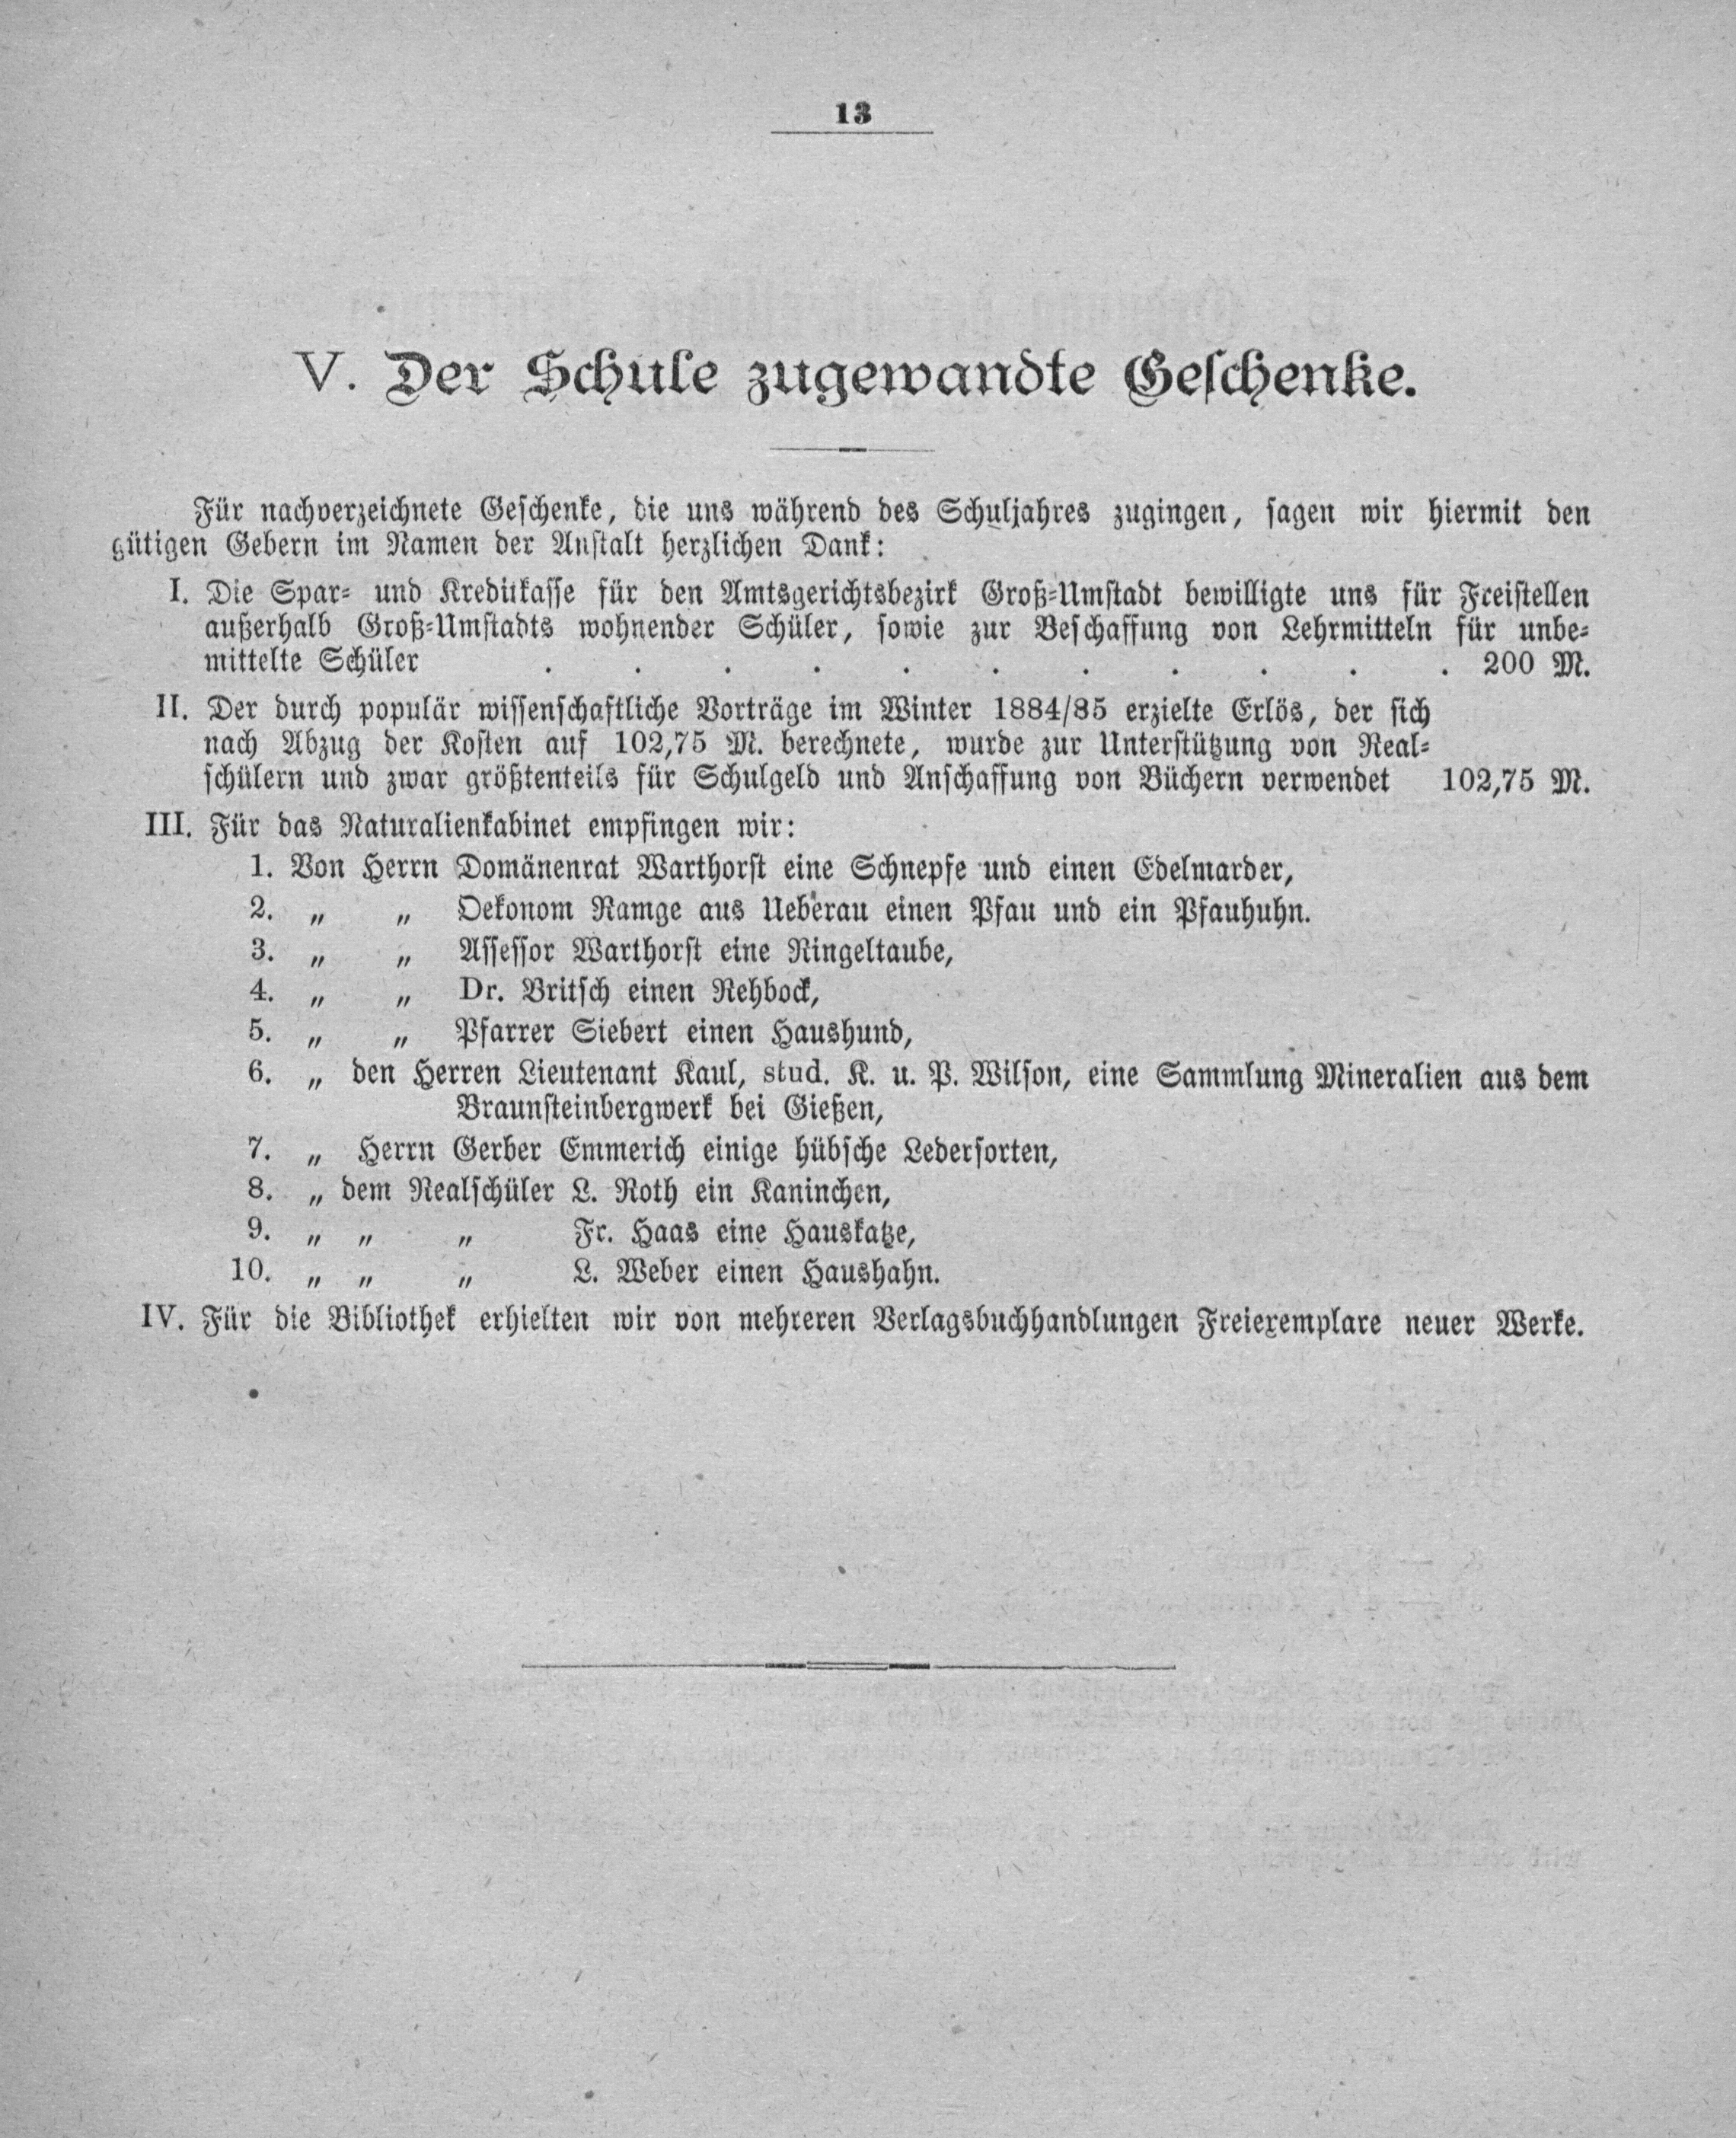 13
V. Der Schule zugewandte Geschenke.
Für nachverzeichnete Geschenke, die uns während des Schuljahres zugingen, sagen wir hiermit den
gütigen Gebern im Namen der Anstalt herzlichen Dank:
I. Die Spar- und Kreditkasse für den Amtsgerichtsbezirk Groß-Umstadt bewilligte uns für Freistellen
außerhalb Groß-Umstadts wohnender Schüler, sowie zur Beschaffung von Lehrmitteln für unbe-
mittelte Schüler . . . . . . . . . . . 200 M.
II. Der durch populär wissenschaftliche Vorträge im Winter 1884/85 erzielte Erlös, der sich
nach Abzug der Kosten auf 102,75 M. berechnete, wurde zur Unterstützung von Real-
schülern und zwar größtenteils für Schulgeld und Anschaffung von Büchern verwendet 102,75 M.
III. Für das Naturalienkabinet empfingen wir:
1. Von Herrn Domänenrat Warthorst eine Schnepfe und einen Edelmarder,
2. „ „ Oekonom Ramge aus Ueberau einen Pfau und ein Pfauhuhn.
3. „ „ Assessor Warthorst eine Ringeltaube,
4. „ „ Dr. Britsch einen Rehbock,
5. „ „ Pfarrer Siebert einen Haushund,
6. „ den Herren Lieutenant Kaul, stud. K. u. P. Wilson, eine Sammlung Mineralien aus dem
Braunsteinbergwerk bei Gießen,
7. „ Herrn Gerber Emmerich einige hübsche Ledersorten,
8. „ dem Realschüler L. Roth ein Kaninchen,
9. „ „ „ Fr. Haas eine Hauskatze,
10. „ „ „ L. Weber einen Haushahn.
IV. Für die Bibliothek erhielten wir von mehreren Verlagsbuchhandlungen Freiexemplare neuer Werke.